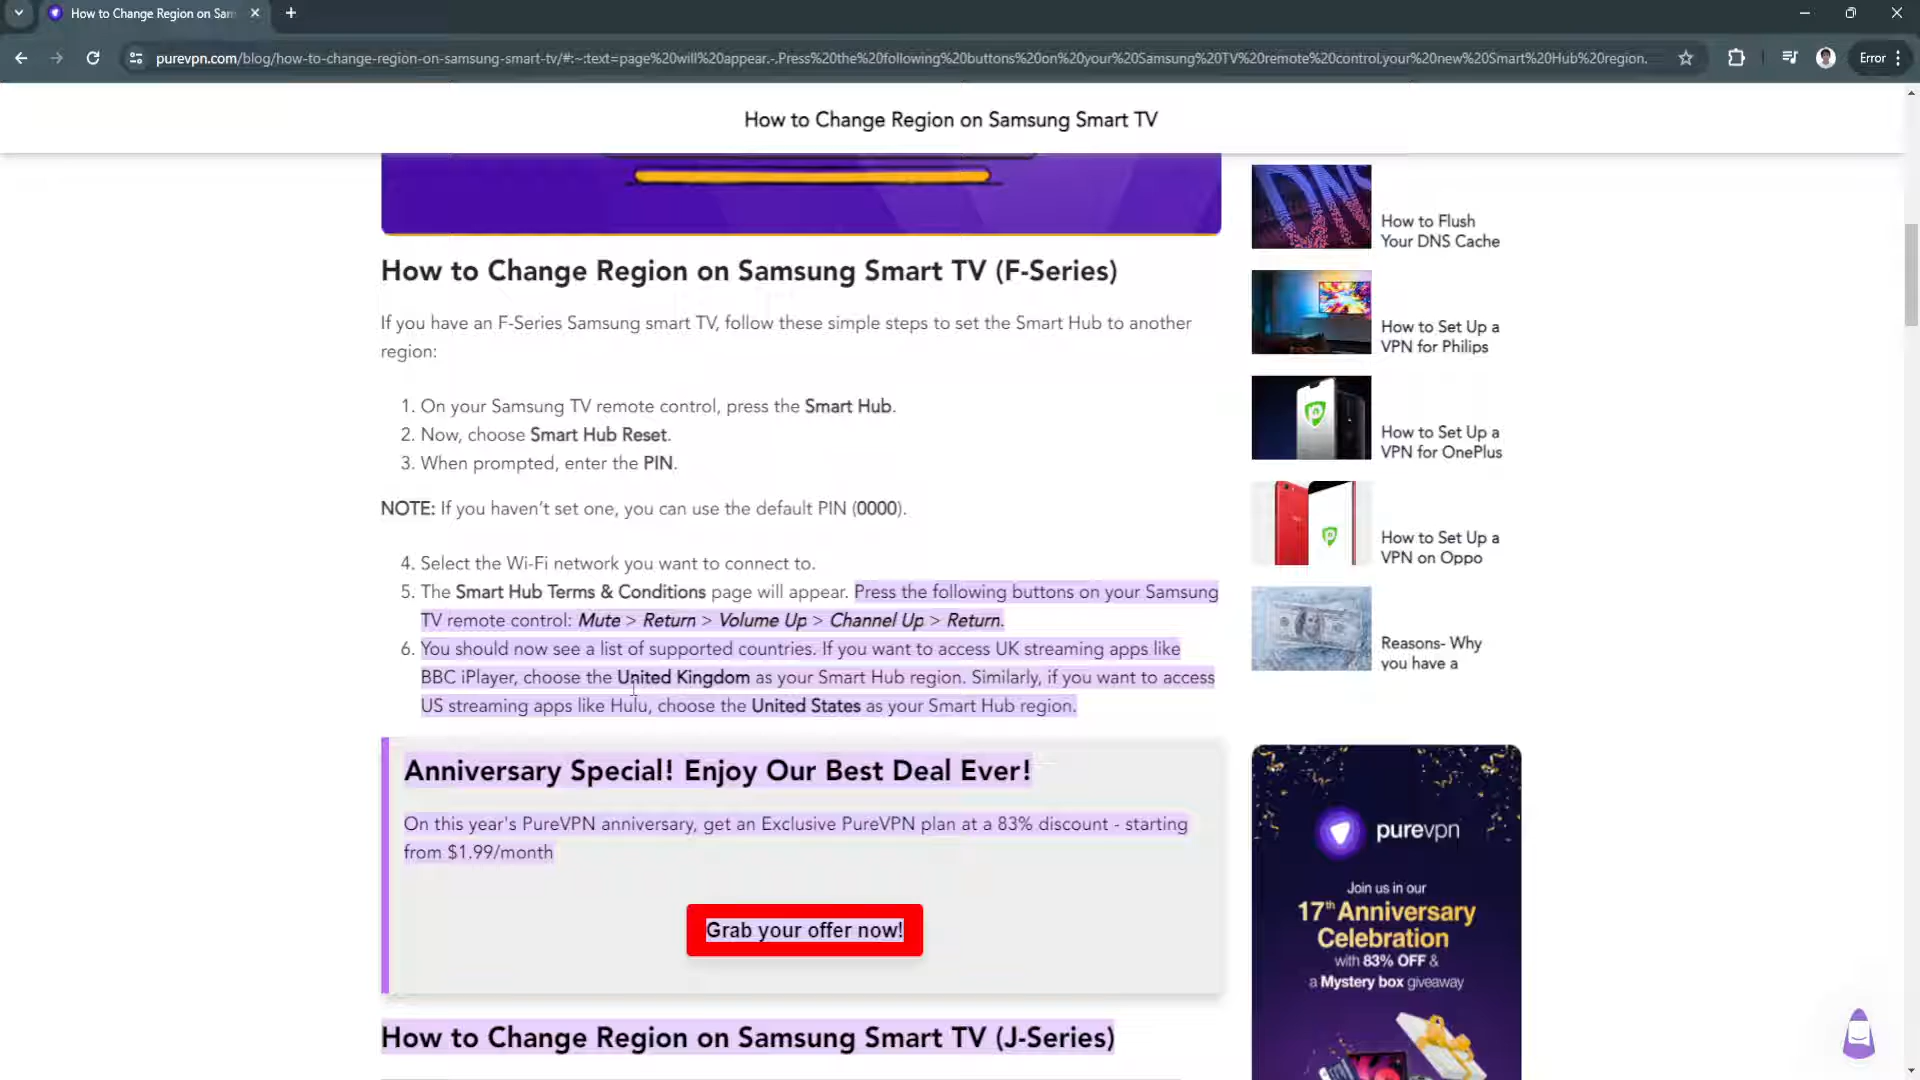 How to Change Region on Sam
purevpn.com/blog/how-to-change-region-on-samsung-smart-tv/#:~:text=page%20will%20appear.-,Press%20the%20following%20buttons%20on%20your%20Samsung%20TV%20remote%20control,your%20new%20Smart%20Hub%20region.
Error
How to Change Region on Samsung Smart TV
How to Change Region on Samsung Smart TV (F-Series)
If you have an F-Series Samsung smart TV, follow these simple steps to set the Smart Hub to another
region:
1. On your Samsung TV remote control, press the Smart Hub.
2. Now, choose Smart Hub Reset.
3. When prompted, enter the PIN.
NOTE: If you haven’t set one, you can use the default PIN (0000).
4. Select the Wi-Fi network you want to connect to.
5. The Smart Hub Terms & Conditions page will appear. Press the following buttons on your Samsung
TV remote control: Mute > Return > Volume Up > Channel Up > Return.
6. You should now see a list of supported countries. If you want to access UK streaming apps like
BBC iPlayer, choose the United Kingdom as your Smart Hub region. Similarly, if you want to access
US streaming apps like Hulu, choose the United States as your Smart Hub region.
Anniversary Special! Enjoy Our Best Deal Ever!
On this year's PureVPN anniversary, get an Exclusive PureVPN plan at a 83% discount - starting
from $1.99/month
Grab your offer now!
How to Change Region on Samsung Smart TV (J-Series)
DNS
How to Flush
Your DNS Cache
How to Set Up a
VPN for Philips
How to Set Up a
VPN for OnePlus
How to Set Up a
VPN on Oppo
Reasons- Why
you have a
purevpn
Join us in our
17th Anniversary
Celebration
with 83% OFF &
a Mystery box giveaway